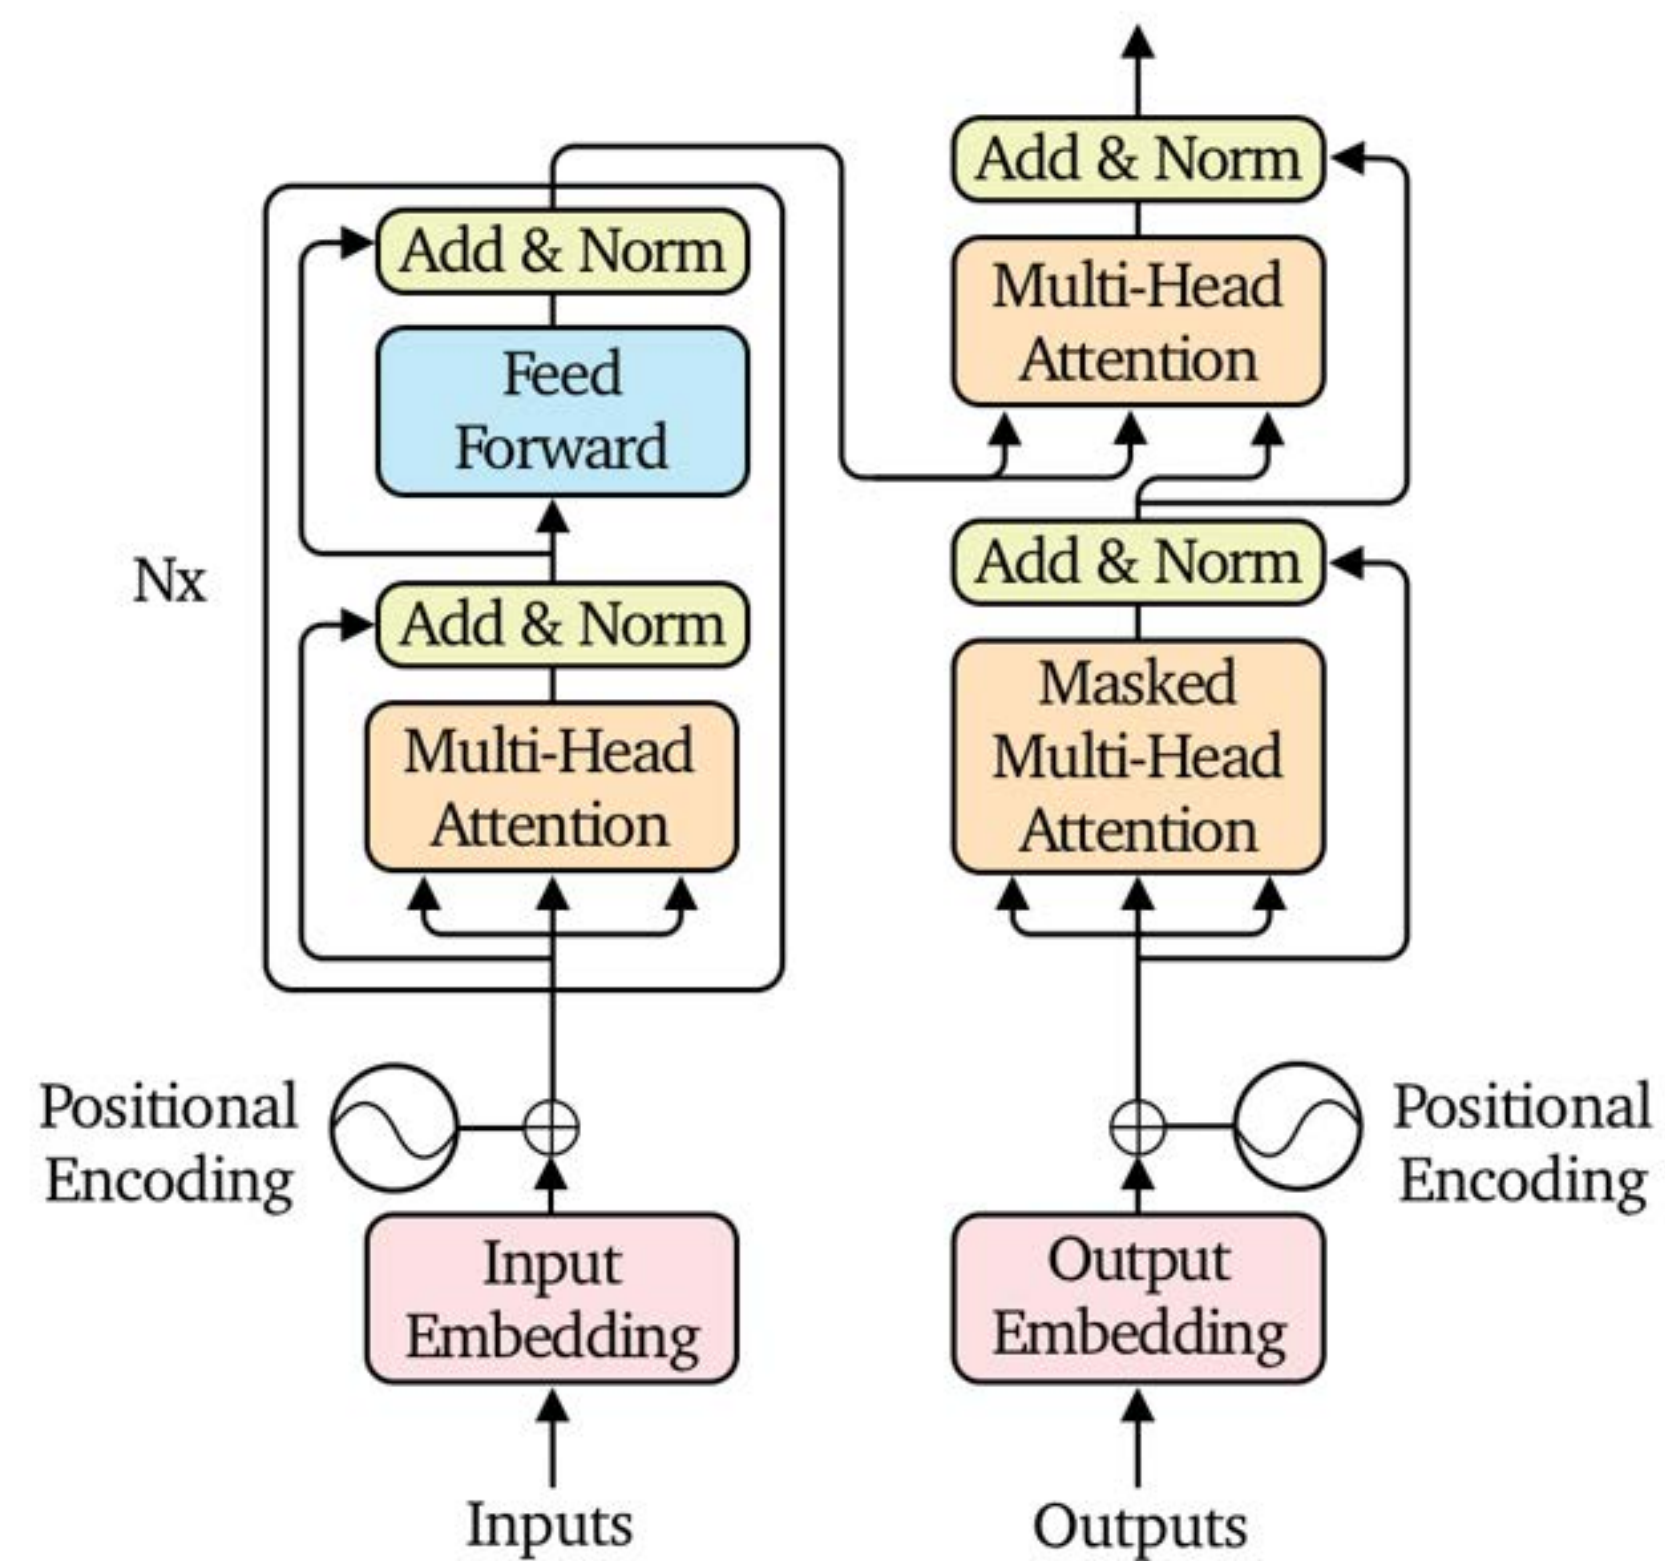 Add & Norm
Multi-Head
Attention
Add & Norm
Masked
Multi-Head
Attention
Add & Norm
Feed
Forward
Add & Norm
Multi-Head
Attention
Nx
Positional
Encoding
Positional
Encoding
Input
Embedding
Output
Embedding
Inputs
Outputs